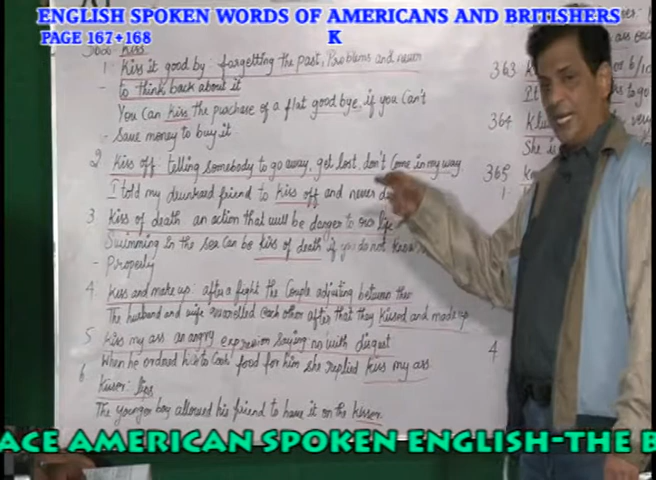 ENGLISH SPOKEN WORDS OF AMERICANS AND BRITISHERS
PAGE 167+168
K
Kiss
1 Kiss it good by - forgetting the past, Problems and never
- to think back about it
You can kiss the purchase of a flat good bye, if you can't
- save money to buy it
2 Kiss off: telling somebody to go away, get lost, don't come in my way
I told my drunkard friend to kiss off and never
3 Kiss of death an action that will be danger to our life
Swimming in the sea can be kiss of death if you do not know
- Properly
4 Kiss and make up: after a fight the couple adjusting between
The husband and wife quarrelled each other after that they kissed and made up
5 Kiss my ass an angry expression saying no with disgust
When he ordered her to cook food for him she replied kiss my ass
6 Kisser: lips
The younger boy allowed his friend to have it on the kisser.
363
364
She is
365
1
4
ACE AMERICAN SPOKEN ENGLISH-THE B